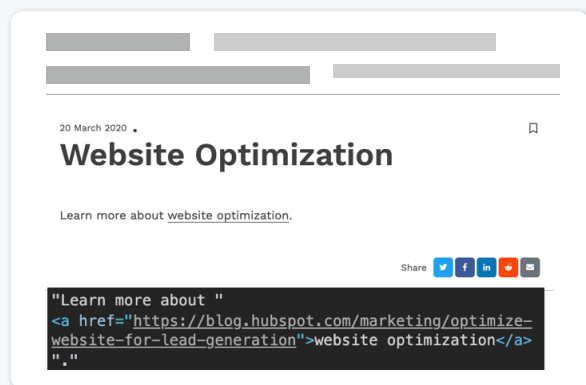 20 March 2020 •
Website Optimization
Learn more about website optimization.
Share
"Learn more about "
<a href="https://blog.hubspot.com/marketing/optimize-
website-for-lead-generation">website optimization</a>
"."